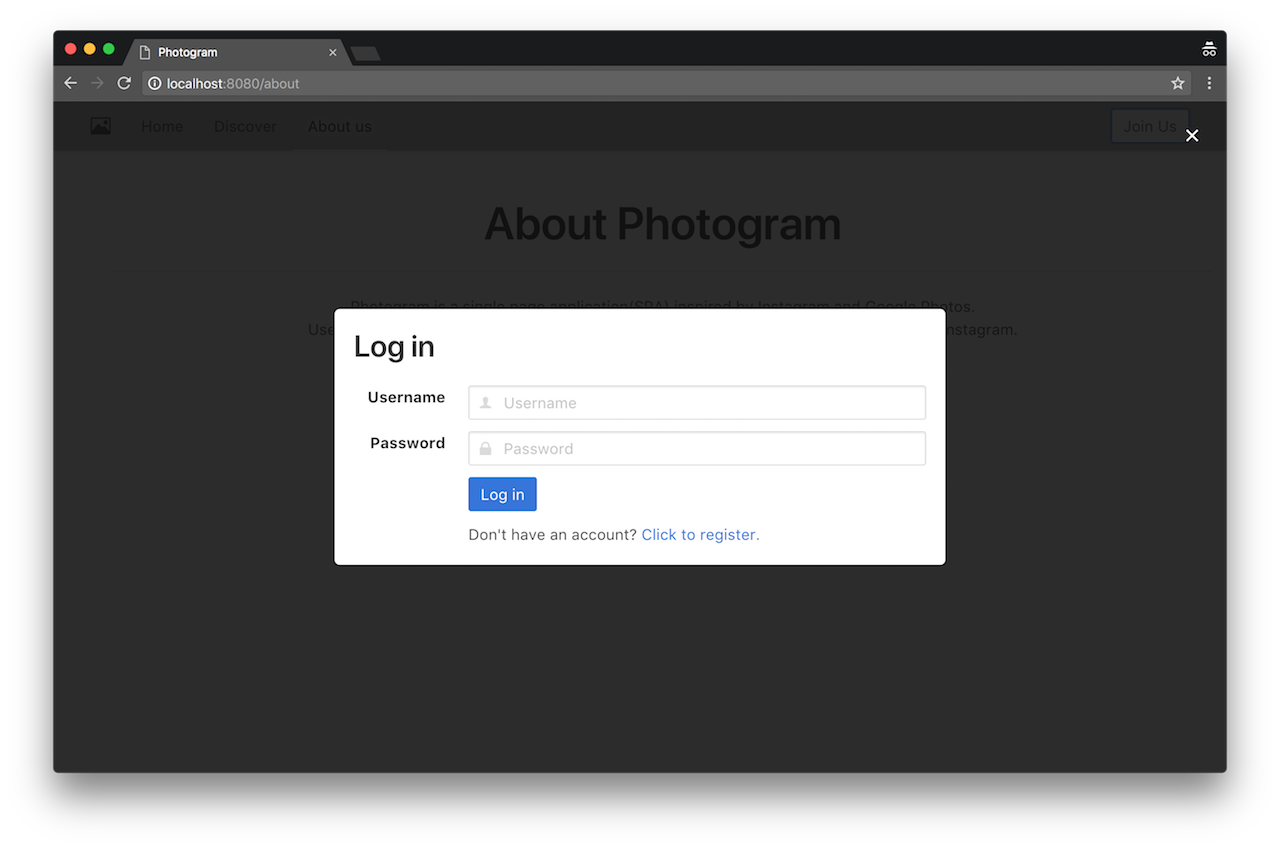 Photogram
localhost:8080/about
Home Discover About us Join Us
About Photogram
Photogram is a single page application(SPA) inspired by Instagram and Google Photos.
nstagram.
Log in
Username Username
Password Password
Log in
Don't have an account? Click to register.